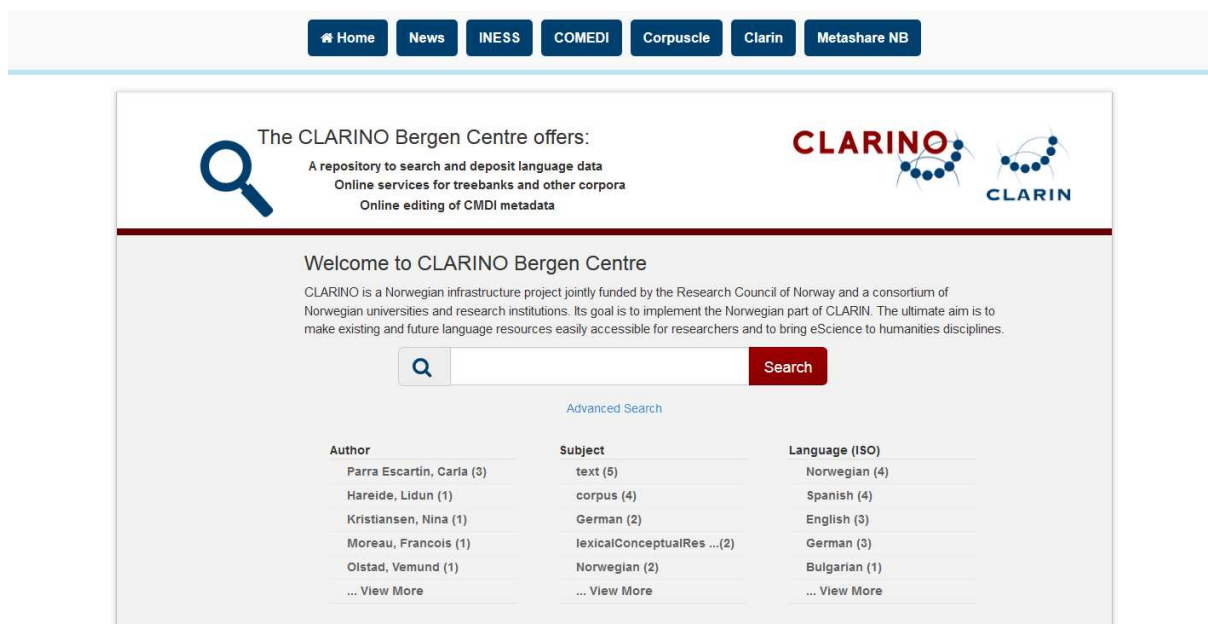 Home News INESS COMEDI Corpuscle Clarin Metashare NB
The CLARINO Bergen Centre offers:
A repository to search and deposit language data
Online services for treebanks and other corpora
Online editing of CMDI metadata
CLARINO
CLARIN
Welcome to CLARINO Bergen Centre
CLARINO is a Norwegian infrastructure project jointly funded by the Research Council of Norway and a consortium of
Norwegian universities and research institutions. Its goal is to implement the Norwegian part of CLARIN. The ultimate aim is to
make existing and future language resources easily accessible for researchers and to bring eScience to humanities disciplines.
Search
Advanced Search
Author
Parra Escartín, Carla (3)
Hareide, Lidun (1)
Kristiansen, Nina (1)
Moreau, Francois (1)
Olstad, Vemund (1)
... View More
Subject
text (5)
corpus (4)
German (2)
lexicalConceptualRes ...(2)
Norwegian (2)
... View More
Language (ISO)
Norwegian (4)
Spanish (4)
English (3)
German (3)
Bulgarian (1)
... View More